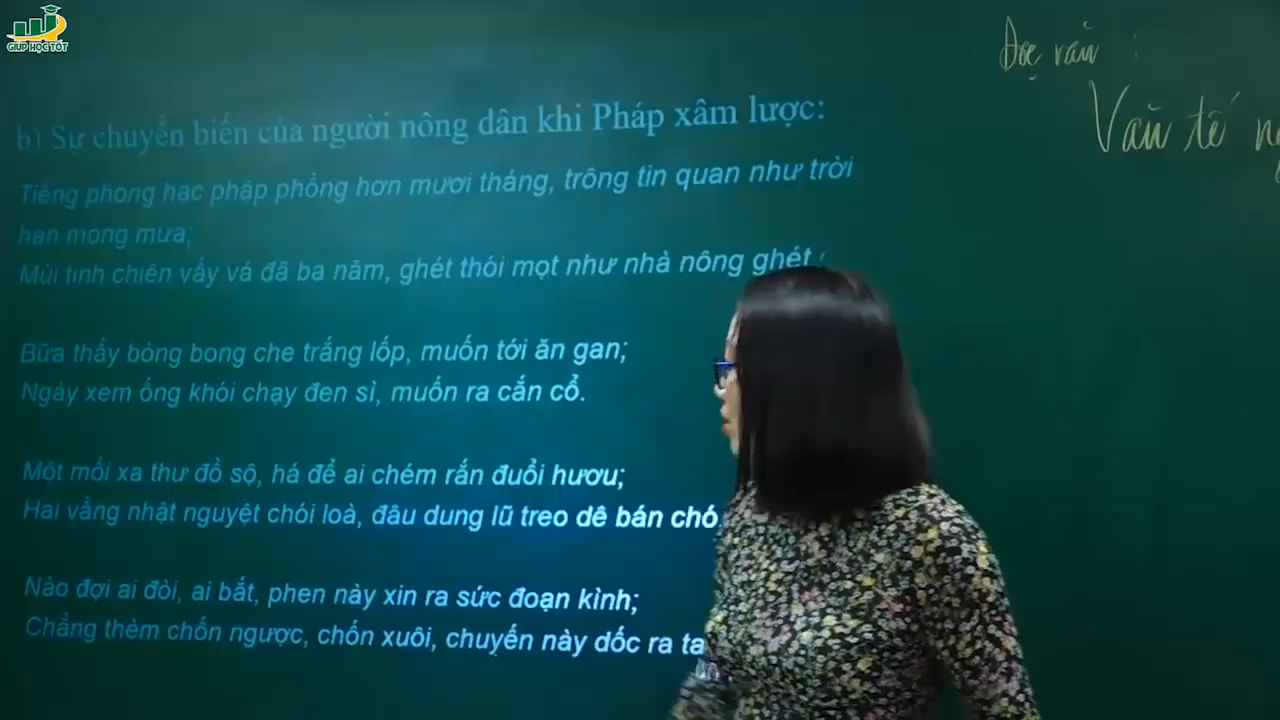 GIUP HỌC TỐT
Đọc văn :
Văn tế
b) Sự chuyển biến của người nông dân khi Pháp xâm lược:
Tiếng phong hạc phập phồng hơn mươi tháng, trông tin quan như trời
hạn mong mưa;
Mùi tinh chiên vấy vá đã ba năm, ghét thói mọt như nhà nông ghét
Bữa thấy bòng bong che trắng lốp, muốn tới ăn gan;
Ngày xem ống khói chạy đen sì, muốn ra cắn cổ.
Một mối xa thư đồ sộ, há để ai chém rắn đuổi hươu;
Hai vầng nhật nguyệt chói loà, đâu dung lũ treo dê bán chó.
Nào đợi ai đòi, ai bắt, phen này xin ra sức đoạn kình;
Chẳng thèm chốn ngược, chốn xuôi, chuyến này dốc ra ta